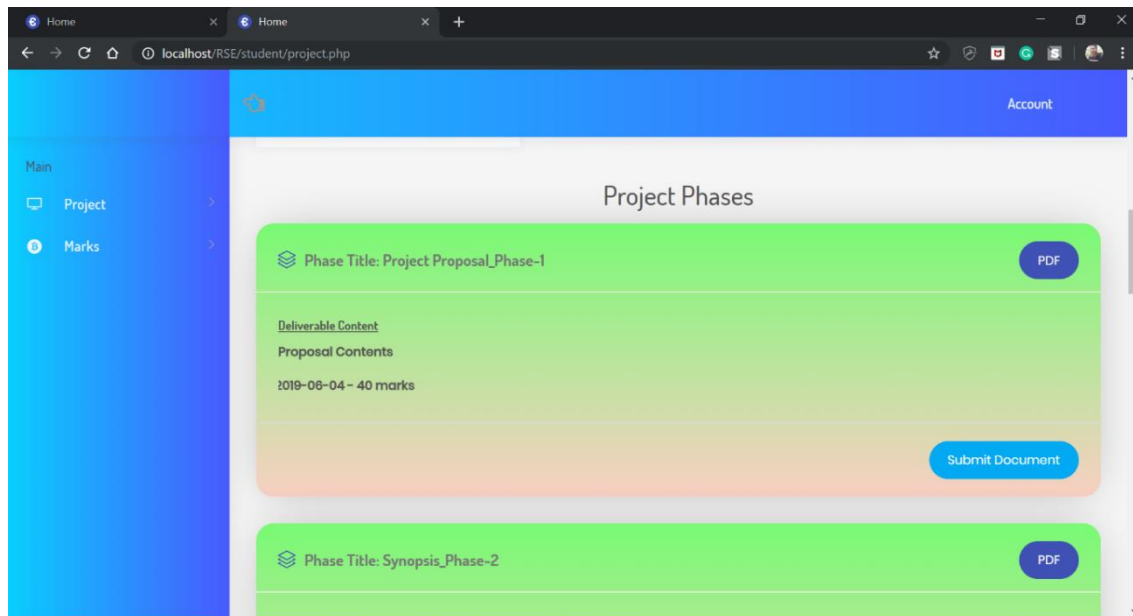 Home
Home
localhost/RSE/student/project.php
Account
Main
Project
Marks
Project Phases
Phase Title: Project Proposal_Phase-1
PDF
Deliverable Content
Proposal Contents
2019-06-04 - 40 marks
Submit Document
Phase Title: Synopsis_Phase-2
PDF